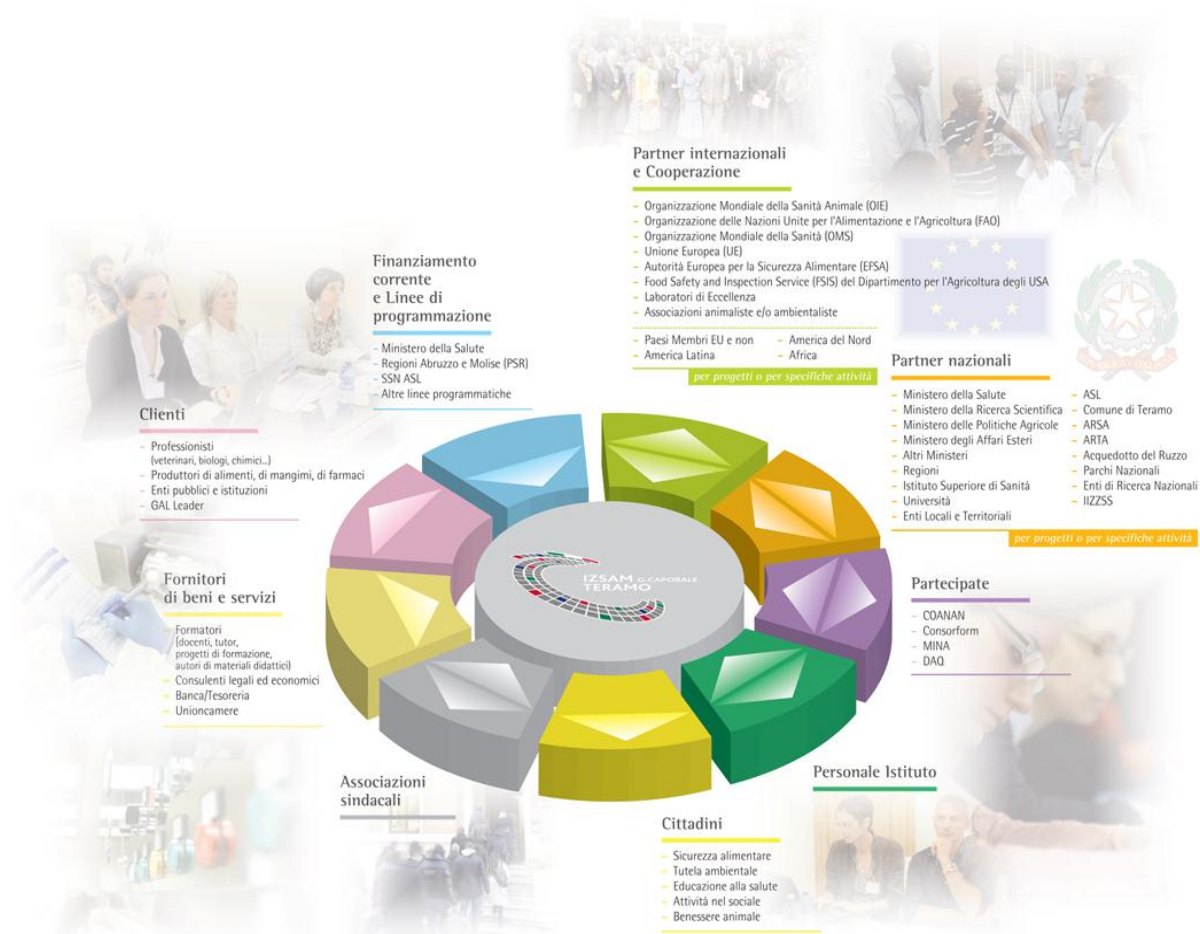 Partner internazionali
e Cooperazione
– Organizzazione Mondiale della Sanità Animale (OIE)
– Organizzazione delle Nazioni Unite per l'Alimentazione e l'Agricoltura (FAO)
– Organizzazione Mondiale della Sanità (OMS)
– Unione Europea (UE)
– Autorità Europea per la Sicurezza Alimentare (EFSA)
– Food Safety and Inspection Service (FSIS) del Dipartimento per l'Agricoltura degli USA
– Laboratori di Eccellenza
– Associazioni animaliste e/o ambientaliste
– Paesi Membri EU e non – America del Nord
– America Latina – Africa
per progetti o per specifiche attività
Finanziamento
corrente
e Linee di
programmazione
– Ministero della Salute
– Regioni Abruzzo e Molise (PSR)
– SSN ASL
– Altre linee programmatiche
Partner nazionali
– Ministero della Salute – ASL
– Ministero della Ricerca Scientifica – Comune di Teramo
– Ministero delle Politiche Agricole – ARSA
– Ministero degli Affari Esteri – ARTA
– Altri Ministeri – Acquedotto del Ruzzo
– Regioni – Parchi Nazionali
– Istituto Superiore di Sanità – Enti di Ricerca Nazionali
– Università – IIZZSS
– Enti Locali e Territoriali
per progetti o per specifiche attività
Clienti
– Professionisti
(veterinari, biologi, chimici...)
– Produttori di alimenti, di mangimi, di farmaci
– Enti pubblici e istituzioni
– GAL Leader
IZSAM G.CAPORALE
TERAMO
Fornitori
di beni e servizi
– Formatori
(docenti, tutor,
progetti di formazione,
autori di materiali didattici)
– Consulenti legali ed economici
– Banca/Tesoreria
– Unioncamere
Partecipate
– COANAN
– Consorform
– MINA
– DAQ
Associazioni
sindacali
Personale Istituto
Cittadini
– Sicurezza alimentare
– Tutela ambientale
– Educazione alla salute
– Attività nel sociale
– Benessere animale